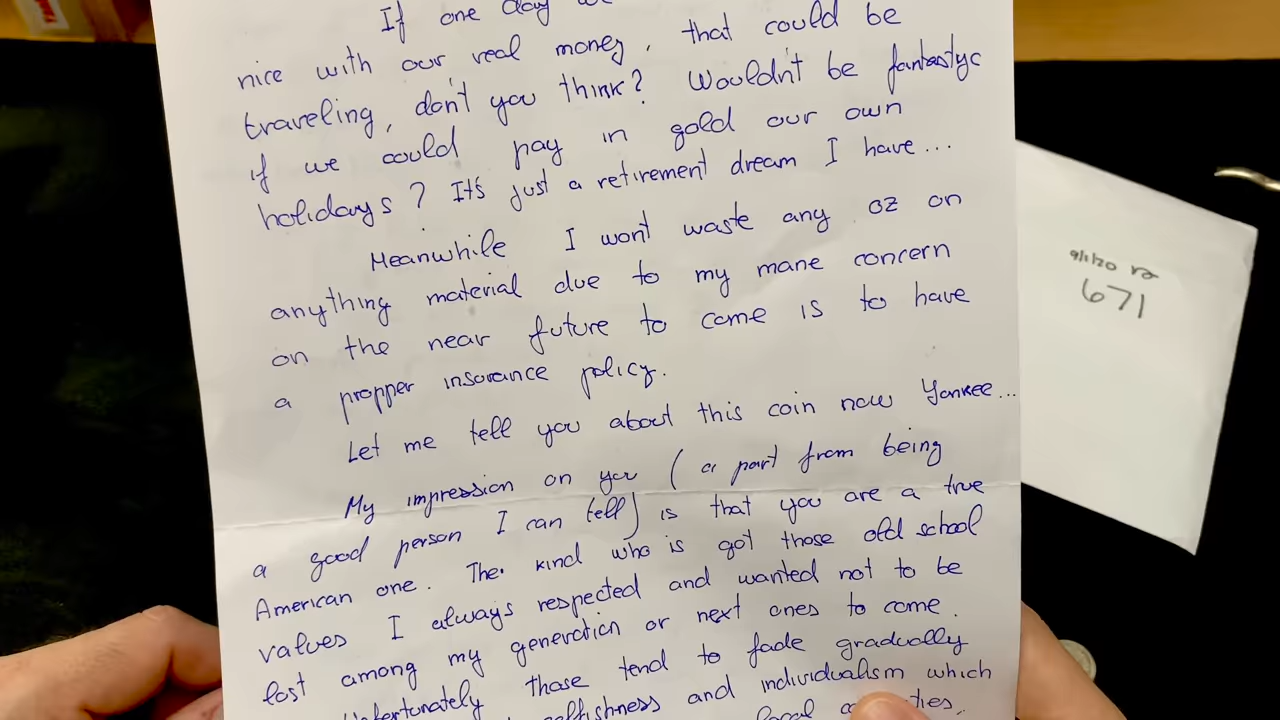 If one day we
nice with our real money, that could be
traveling, don't you think? Wouldn't be fantastyc
if we could pay in gold our own
holidays? It's just a retirement dream I have...
Meanwhile I won't waste any oz on
anything material due to my mane concern
on the near future to come is to have
a propper insurance policy.
Let me tell you about this coin now Yankee...
My impression on you (a part from being
a good person I can tell) is that you are a true
American one. The kind who is got those old school
values I always respected and wanted not to be
lost among my generation or next ones to come.
Unfortunately those tend to fade gradually
selfishness and individualism which
local
9/1/20
671